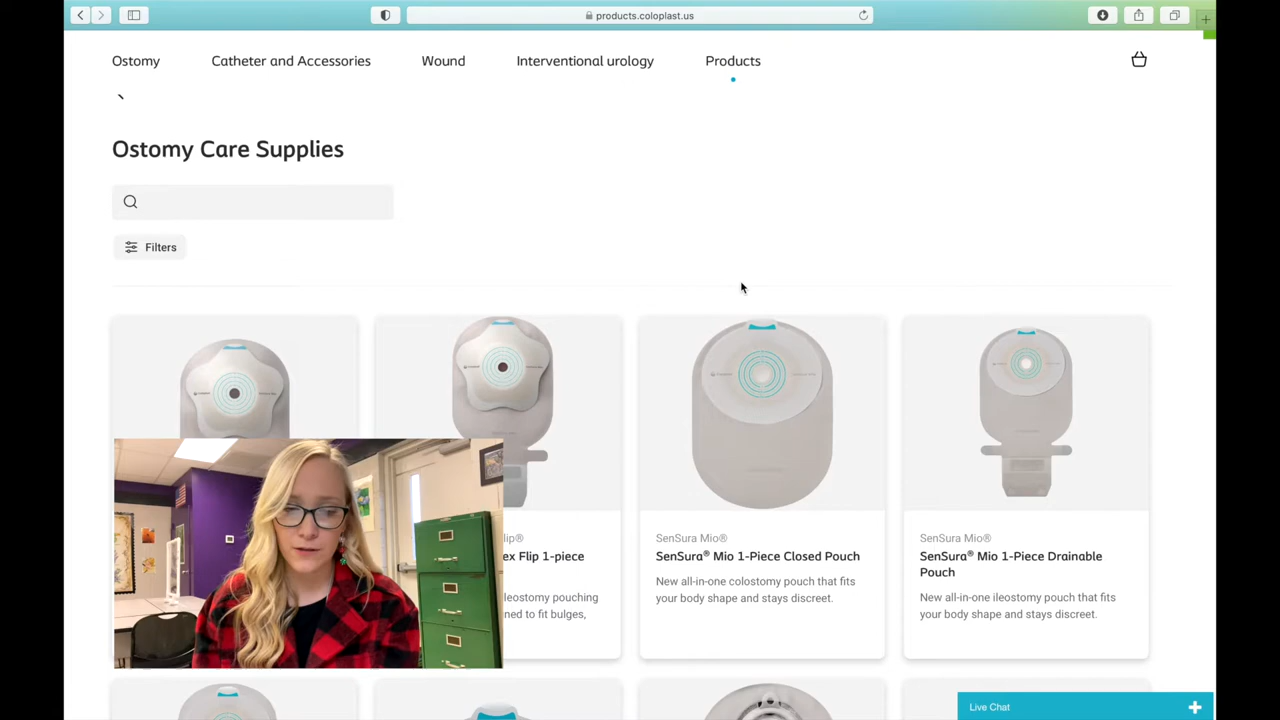 products.coloplast.us
Ostomy
Catheter and Accessories
Wound
Interventional urology
Products
Ostomy Care Supplies
Filters
SenSura Mio®
SenSura® Mio 1-Piece Closed Pouch
New all-in-one colostomy pouch that fits
your body shape and stays discreet.
SenSura Mio®
SenSura® Mio 1-Piece Drainable
Pouch
New all-in-one ileostomy pouch that fits
your body shape and stays discreet.
Flip 1-piece
ileostomy pouching
to fit bulges,
Live Chat